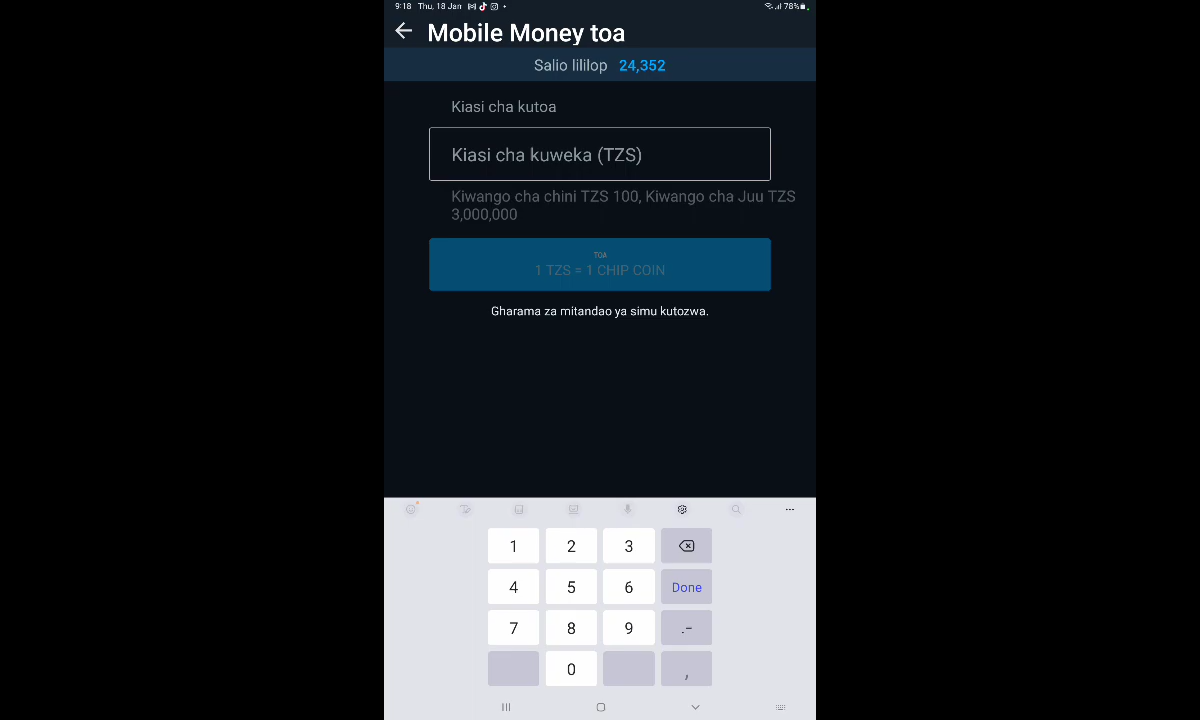 9:18 Thu, 18 Jan
78%
Mobile Money toa
Salio lililop 24,352
Kiasi cha kutoa
Kiasi cha kuweka (TZS)
Kiwango cha chini TZS 100, Kiwango cha Juu TZS
3,000,000
TOA
1 TZS = 1 CHIP COIN
Gharama za mitandao ya simu kutozwa.
1 2 3
4 5 6 Done
7 8 9 .-
0 ,